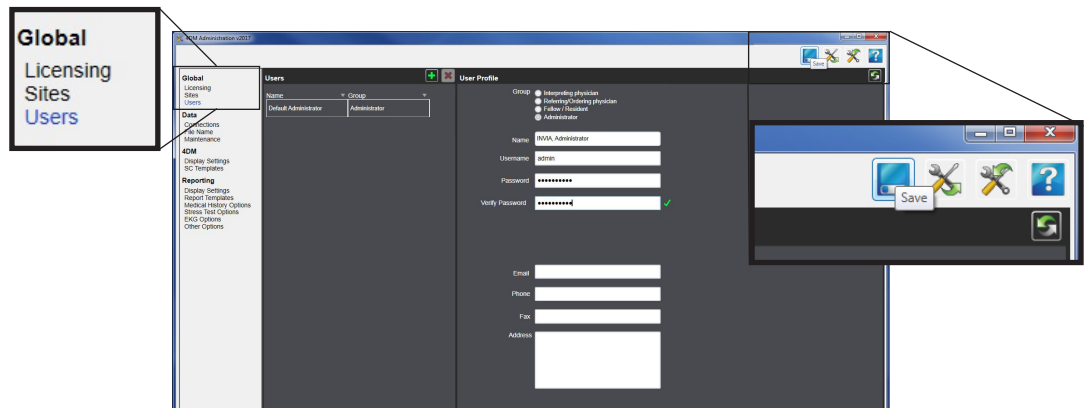 Global
Licensing
Sites
Users
4DM Administration v2017
Save
Global
Licensing
Sites
Users
Data
Connections
File Name
Maintenance
4DM
Display Settings
SC Templates
Reporting
Display Settings
Report Templates
Medical History Options
Stress Test Options
EKG Options
Other Options
Users
Name Group
Default Administrator Administrator
User Profile
Group
Interpreting physician
Referring/Ordering physician
Fellow / Resident
Administrator
Name INVIA, Administrator
Username admin
Password ••••••••••
Verify Password ••••••••••
Email
Phone
Fax
Address
Save